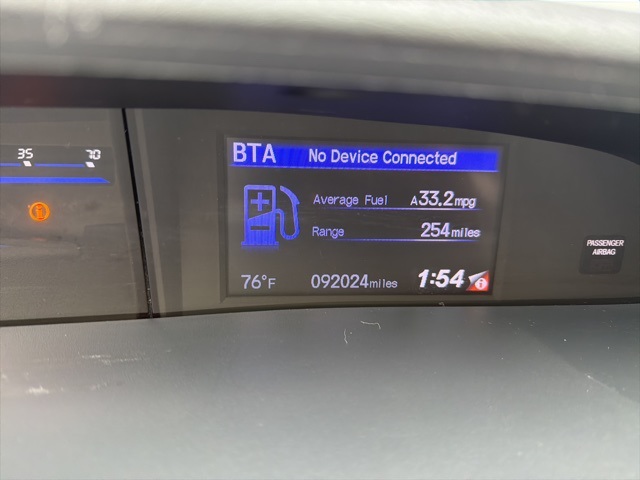 35 70
BTA No Device Connected
Average Fuel A33.2mpg
Range 254miles
76°F 092024miles 1:54
PASSENGER
AIRBAG